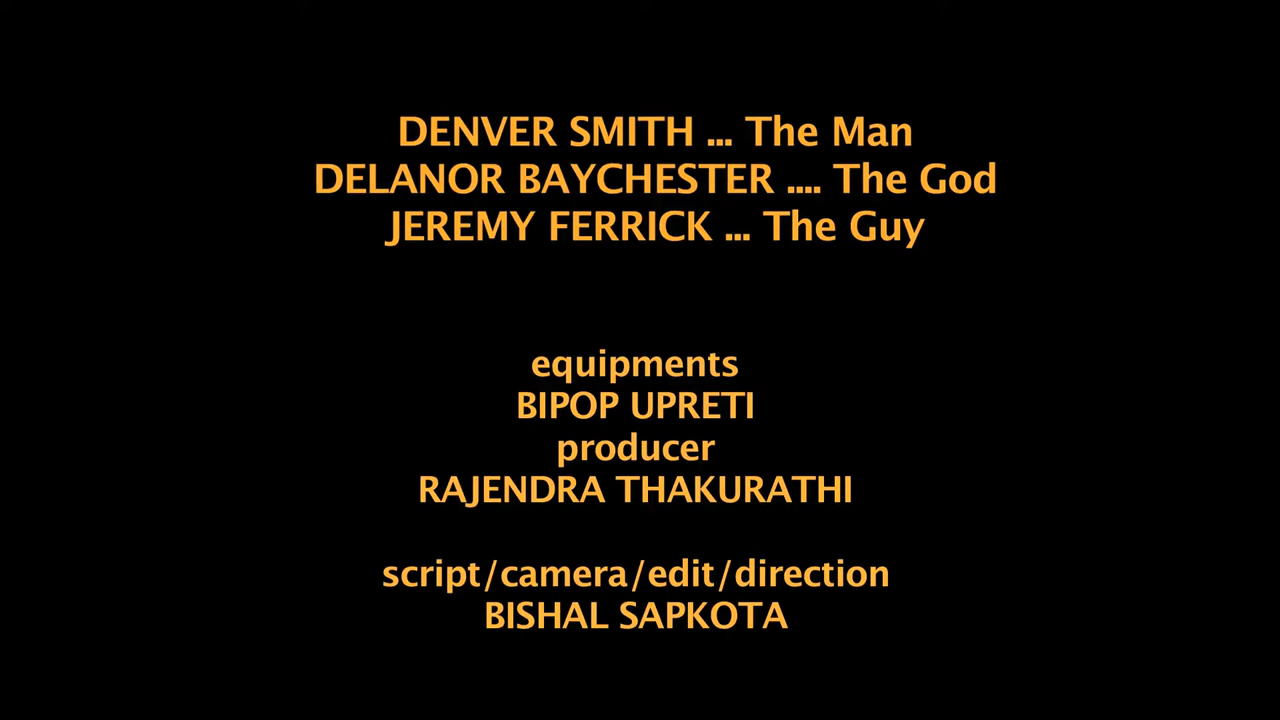 DENVER SMITH ... The Man
DELANOR BAYCHESTER .... The God
JEREMY FERRICK ... The Guy
equipments
BIPOP UPRETI
producer
RAJENDRA THAKURATHI
script/camera/edit/direction
BISHAL SAPKOTA